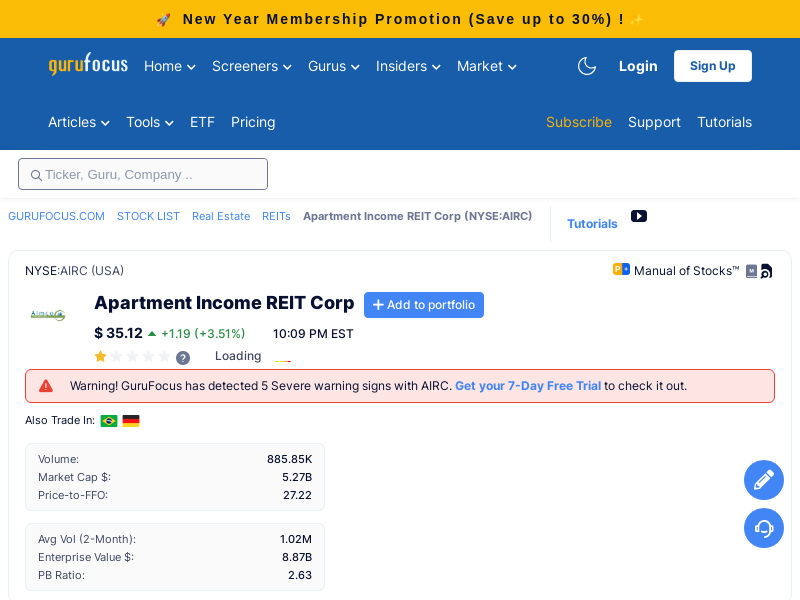 🚀 New Year Membership Promotion (Save up to 30%) ! ✨
gurufocus Home Screeners Gurus Insiders Market Login Sign Up
Articles Tools ETF Pricing Subscribe Support Tutorials
Ticker, Guru, Company ..
GURUFOCUS.COM STOCK LIST Real Estate REITs Apartment Income REIT Corp (NYSE:AIRC) Tutorials
NYSE:AIRC (USA) P Manual of Stocks™ M
Aimco Apartment Income REIT Corp + Add to portfolio
$ 35.12 +1.19 (+3.51%) 10:09 PM EST
? Loading
Warning! GuruFocus has detected 5 Severe warning signs with AIRC. Get your 7-Day Free Trial to check it out.
Also Trade In:
Volume: 885.85K
Market Cap $: 5.27B
Price-to-FFO: 27.22
Avg Vol (2-Month): 1.02M
Enterprise Value $: 8.87B
PB Ratio: 2.63